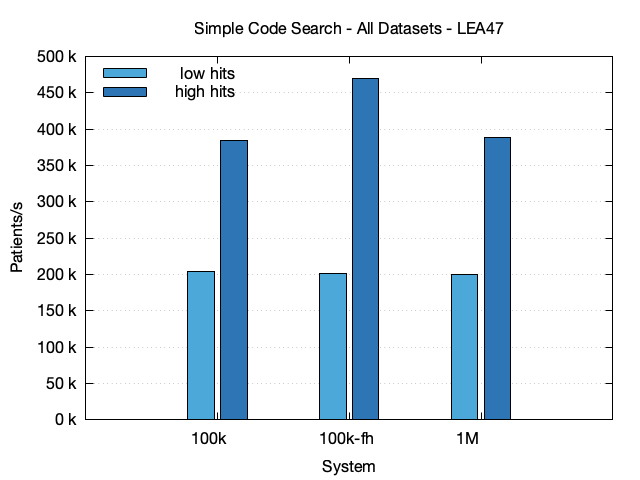 Simple Code Search - All Datasets - LEA47
500 k
450 k
400 k
350 k
300 k
250 k
200 k
150 k
100 k
50 k
0 k
Patients/s
low hits
high hits
100k
100k-fh
1M
System